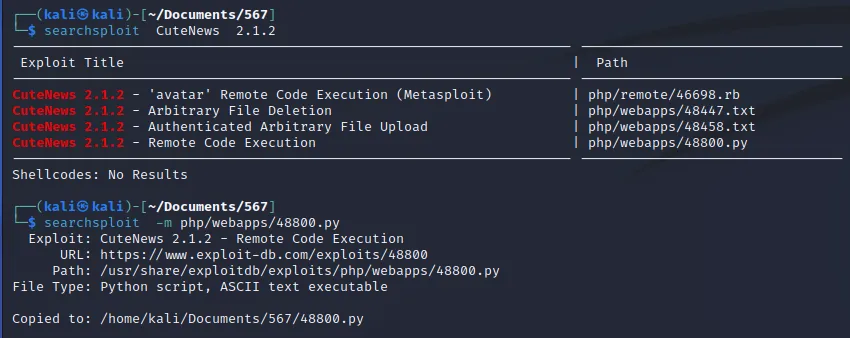 ┌──(kali㉿kali)-[~/Documents/567]
└─$ searchsploit  CuteNews  2.1.2
Exploit Title | Path
CuteNews 2.1.2 - 'avatar' Remote Code Execution (Metasploit) | php/remote/46698.rb
CuteNews 2.1.2 - Arbitrary File Deletion | php/webapps/48447.txt
CuteNews 2.1.2 - Authenticated Arbitrary File Upload | php/webapps/48458.txt
CuteNews 2.1.2 - Remote Code Execution | php/webapps/48800.py
Shellcodes: No Results
┌──(kali㉿kali)-[~/Documents/567]
└─$ searchsploit  -m php/webapps/48800.py
Exploit: CuteNews 2.1.2 - Remote Code Execution
URL: https://www.exploit-db.com/exploits/48800
Path: /usr/share/exploitdb/exploits/php/webapps/48800.py
File Type: Python script, ASCII text executable
Copied to: /home/kali/Documents/567/48800.py